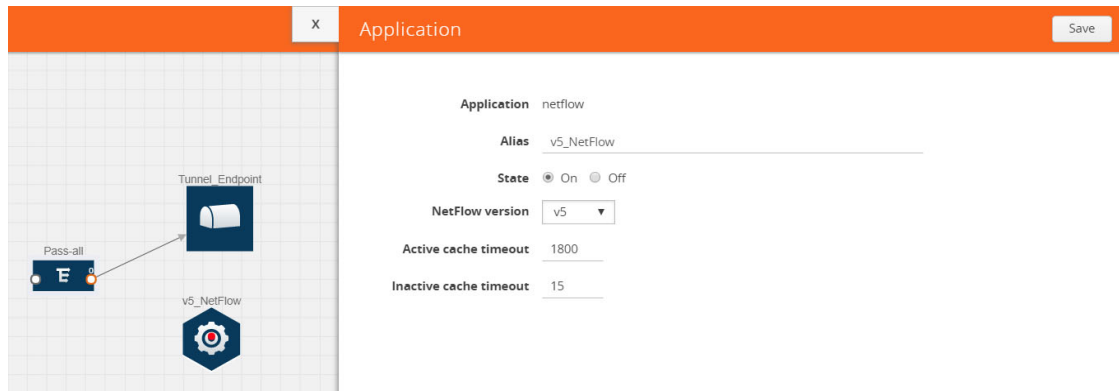 X
Application
Save
Application netflow
Alias v5_NetFlow
State On Off
NetFlow version v5
Active cache timeout 1800
Inactive cache timeout 15
Tunnel_Endpoint
Pass-all
0
v5_NetFlow